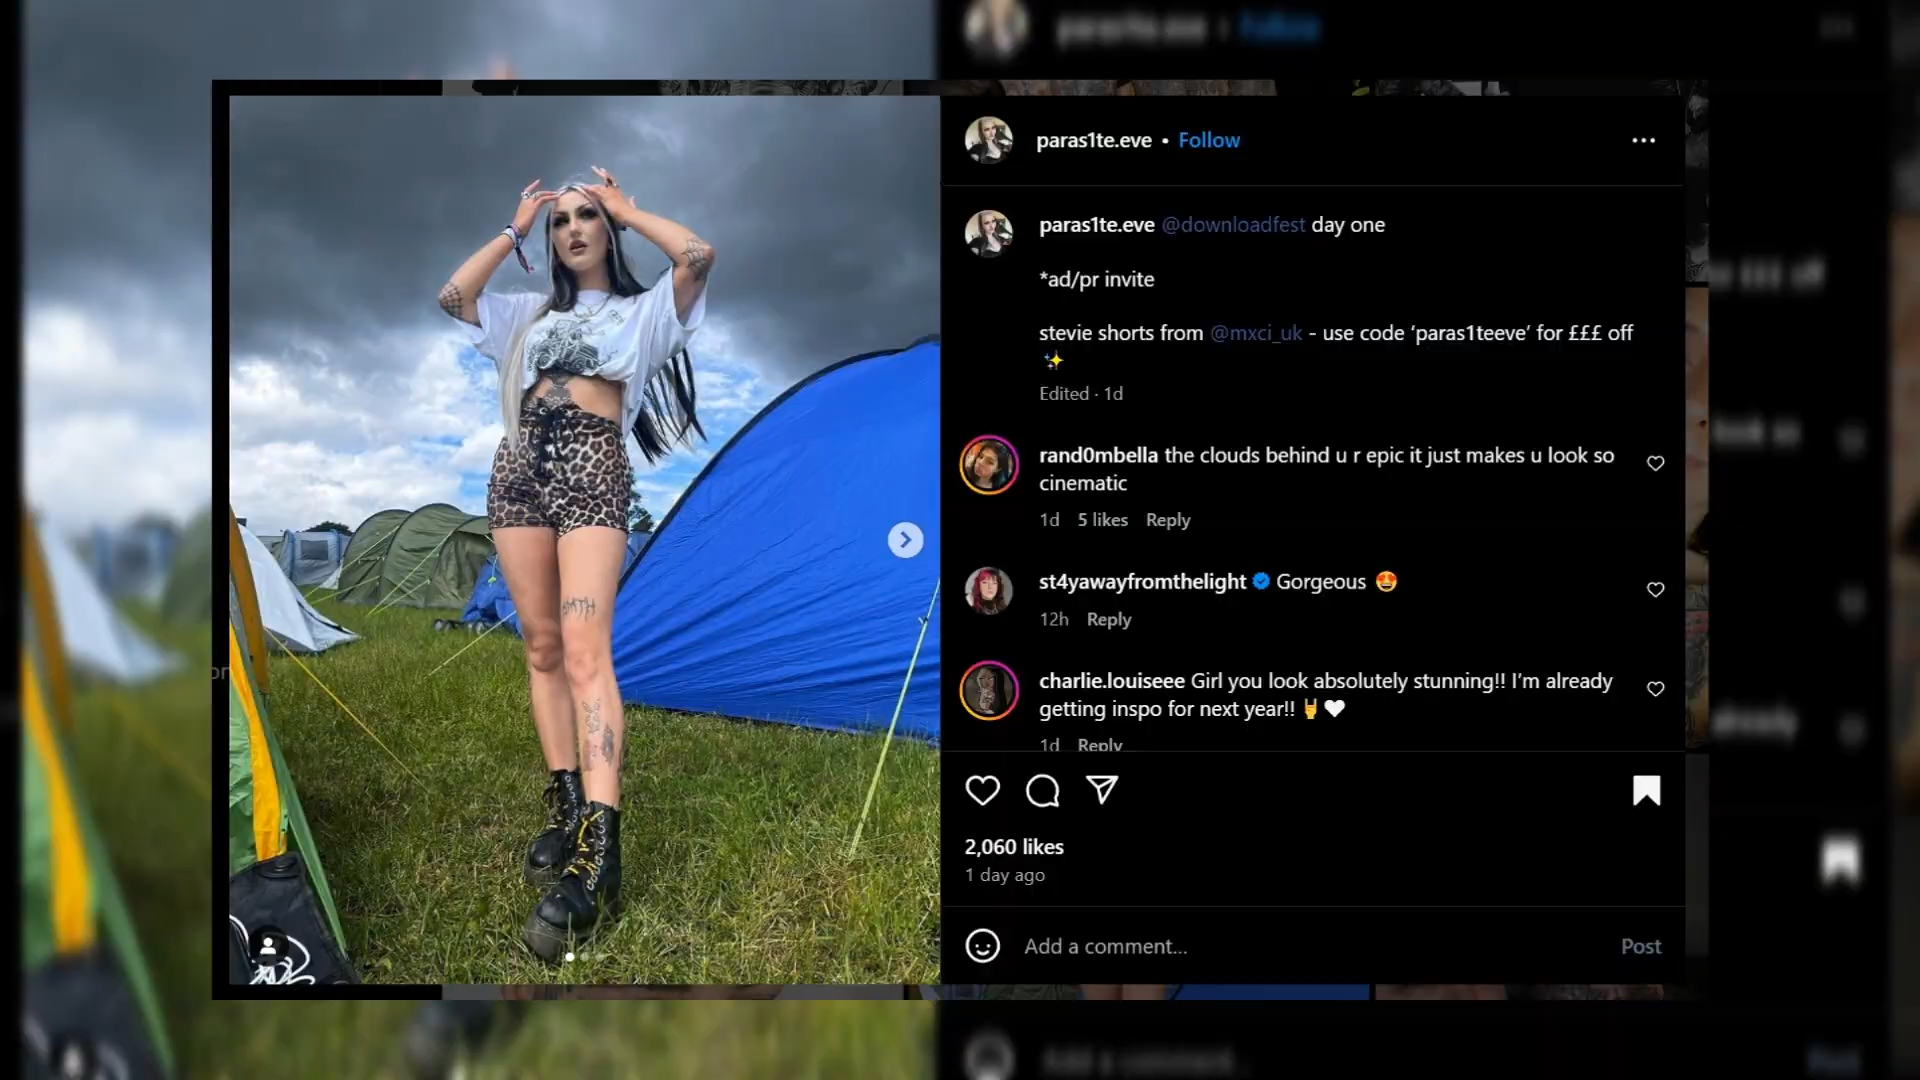 paras1te.eve • Follow
paras1te.eve @downloadfest day one
*ad/pr invite
stevie shorts from @mxci_uk - use code ‘paras1teeve’ for £££ off
✨
Edited · 1d
rand0mbella the clouds behind u r epic it just makes u look so
cinematic
1d 5 likes Reply
st4yawayfromthelight Gorgeous 😍
12h Reply
charlie.louiseee Girl you look absolutely stunning!! I’m already
getting inspo for next year!! 🤘🤍
1d Reply
2,060 likes
1 day ago
Add a comment...
Post